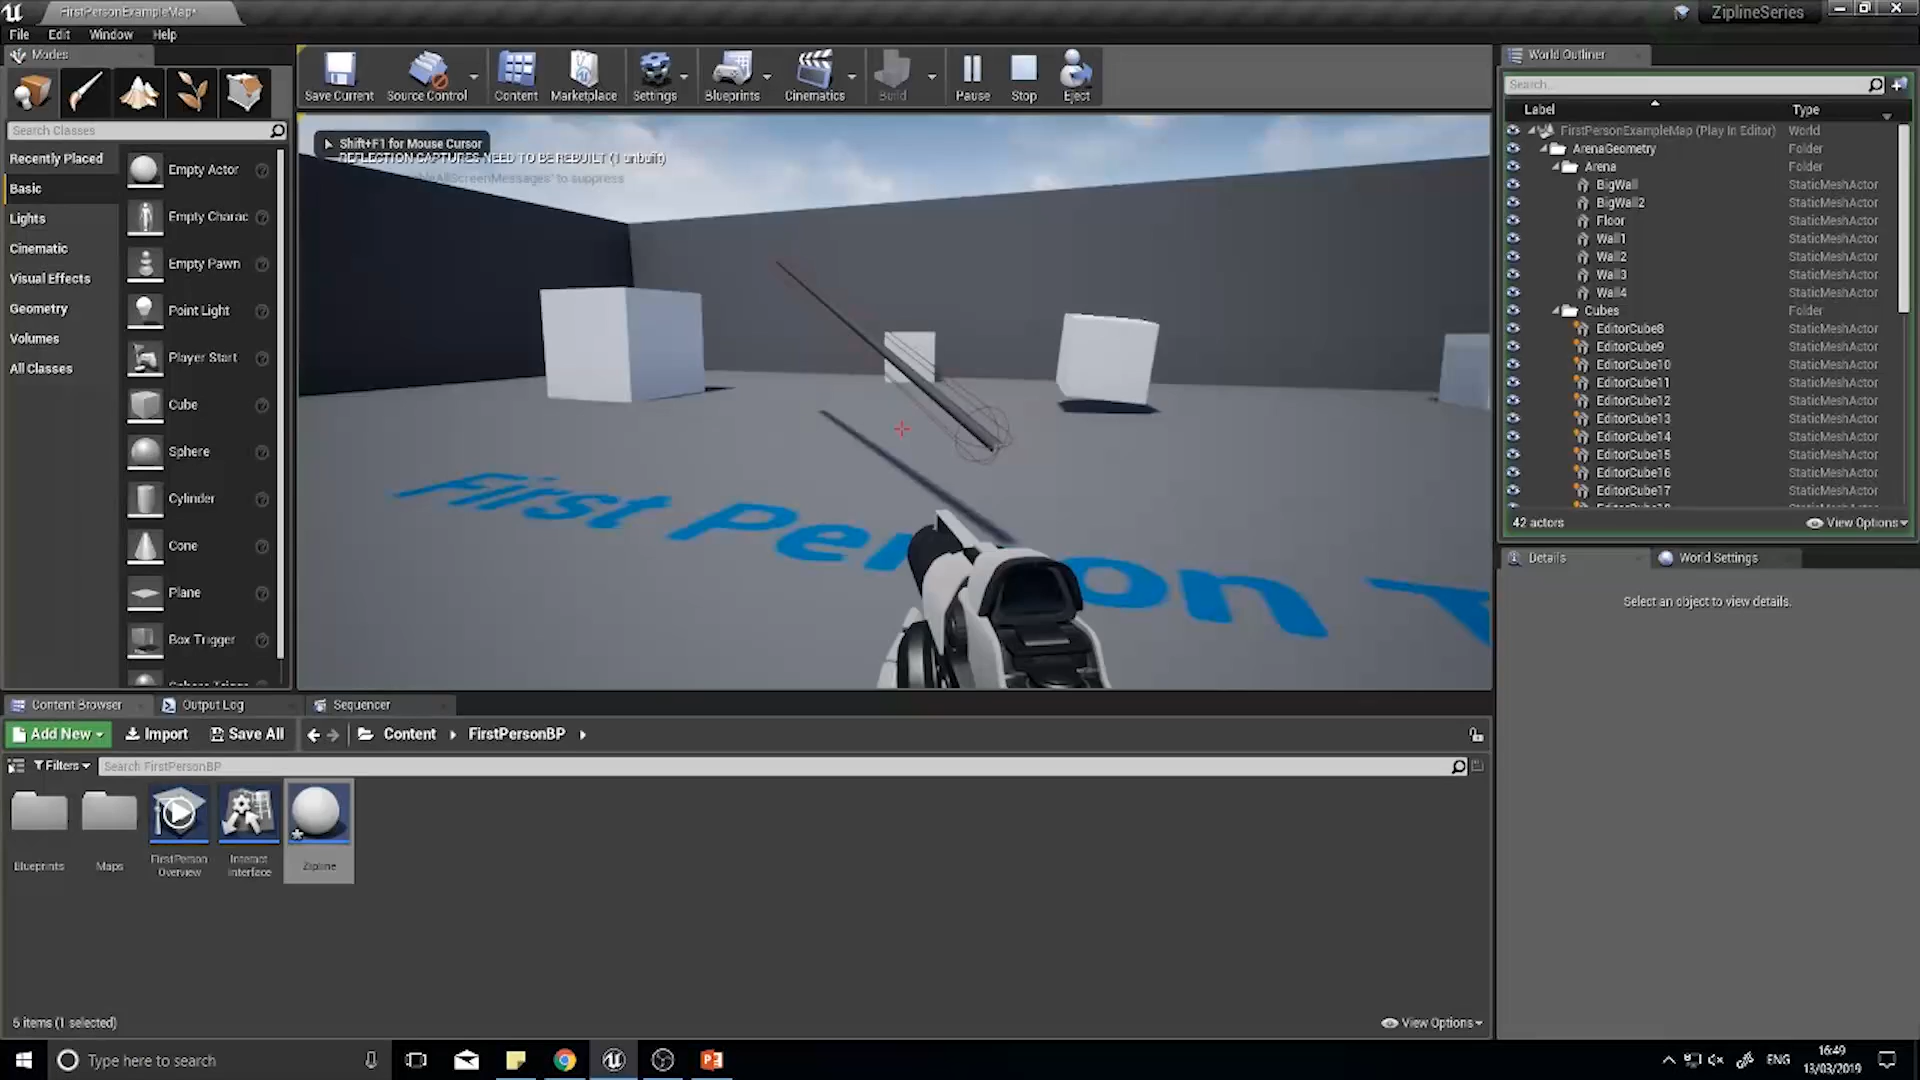 FirstPersonExampleMap*
ZiplineSeries
File Edit Window Help
Modes
Search Classes
Recently Placed
Basic
Lights
Cinematic
Visual Effects
Geometry
Volumes
All Classes
Empty Actor
Empty Charac
Empty Pawn
Point Light
Player Start
Cube
Sphere
Cylinder
Cone
Plane
Box Trigger
Save Current
Source Control
Content
Marketplace
Settings
Blueprints
Cinematics
Build
Pause
Stop
Eject
Shift+F1 for Mouse Cursor
REFLECTION CAPTURES NEED TO BE REBUILT (1 unbuilt)
bleAllScreenMessages' to suppress
First Person T
World Outliner
Search...
Label Type
FirstPersonExampleMap (Play In Editor) World
ArenaGeometry Folder
Arena Folder
BigWall StaticMeshActor
BigWall2 StaticMeshActor
Floor StaticMeshActor
Wall1 StaticMeshActor
Wall2 StaticMeshActor
Wall3 StaticMeshActor
Wall4 StaticMeshActor
Cubes Folder
EditorCube8 StaticMeshActor
EditorCube9 StaticMeshActor
EditorCube10 StaticMeshActor
EditorCube11 StaticMeshActor
EditorCube12 StaticMeshActor
EditorCube13 StaticMeshActor
EditorCube14 StaticMeshActor
EditorCube15 StaticMeshActor
EditorCube16 StaticMeshActor
EditorCube17 StaticMeshActor
42 actors View Options
Details World Settings
Select an object to view details.
Content Browser Output Log Sequencer
Add New Import Save All Content FirstPersonBP
Filters Search FirstPersonBP
Blueprints
Maps
FirstPerson
Overview
Interact
Interface
Zipline
5 items (1 selected) View Options
Type here to search
ENG
16:49
13/03/2019